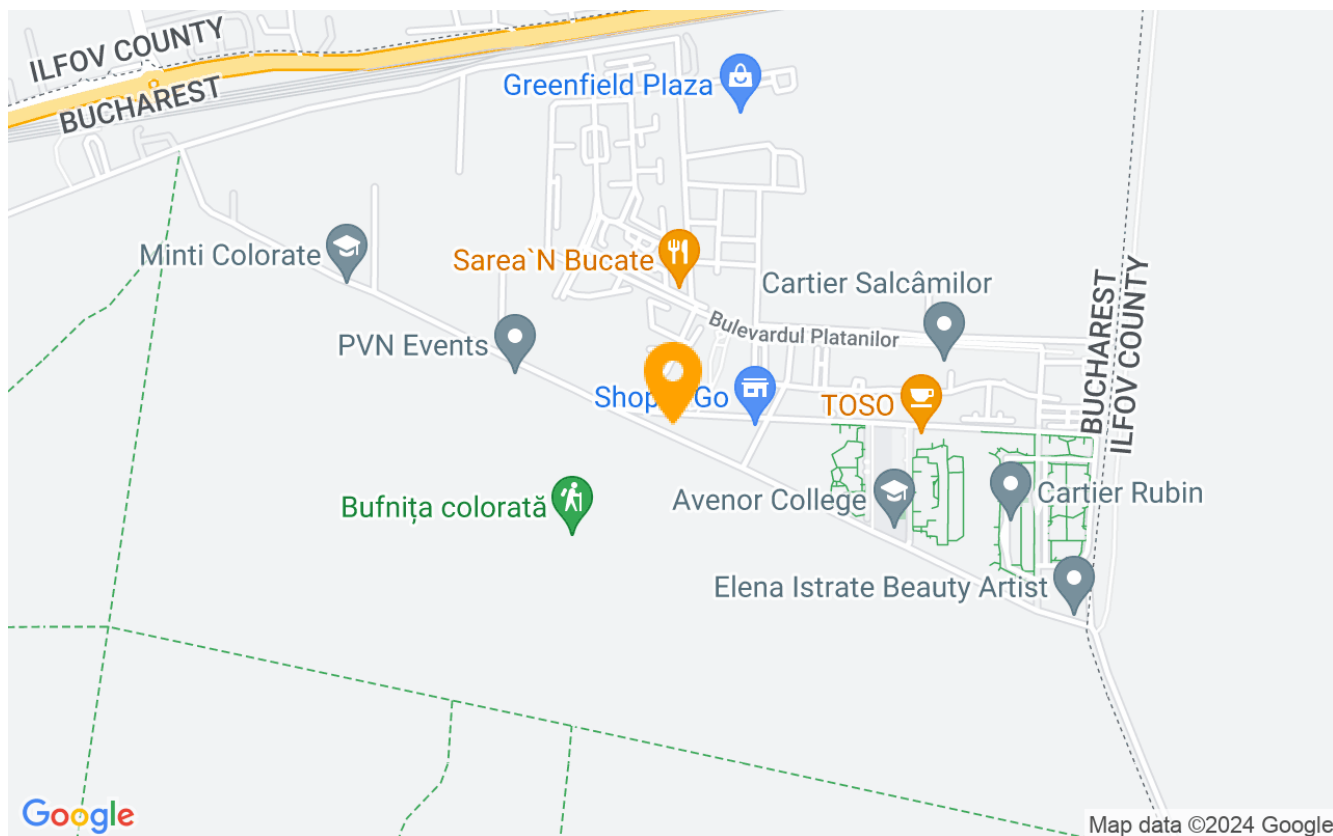 ILFOV COUNTY
BUCHAREST
Greenfield Plaza
Minti Colorate
Sarea`N Bucate
Cartier Salcâmilor
Bulevardul Platanilor
PVN Events
BUCHAREST
ILFOV COUNTY
Shop
Go
TOSO
Avenor College
Cartier Rubin
Bufnița colorată
Elena Istrate Beauty Artist
Google
Map data ©2024 Google